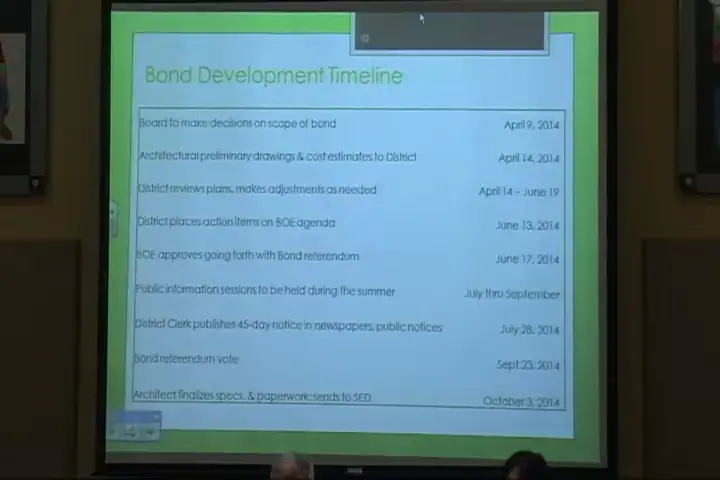 Bond Development Timeline
Board to make decisions on scope of bond April 9, 2014
Architectural preliminary drawings & cost estimates to District April 14, 2014
District reviews plans, makes adjustments as needed April 14 – June 19
District places action items on BOE agenda June 13, 2014
BOE approves going forth with Bond referendum June 17, 2014
Public information sessions to be held during the summer July thru September
District Clerk publishes 45-day notice in newspapers, public notices July 28, 2014
Bond referendum vote Sept 23, 2014
Architect finalizes specs. & paperwork; sends to SED October 3, 2014